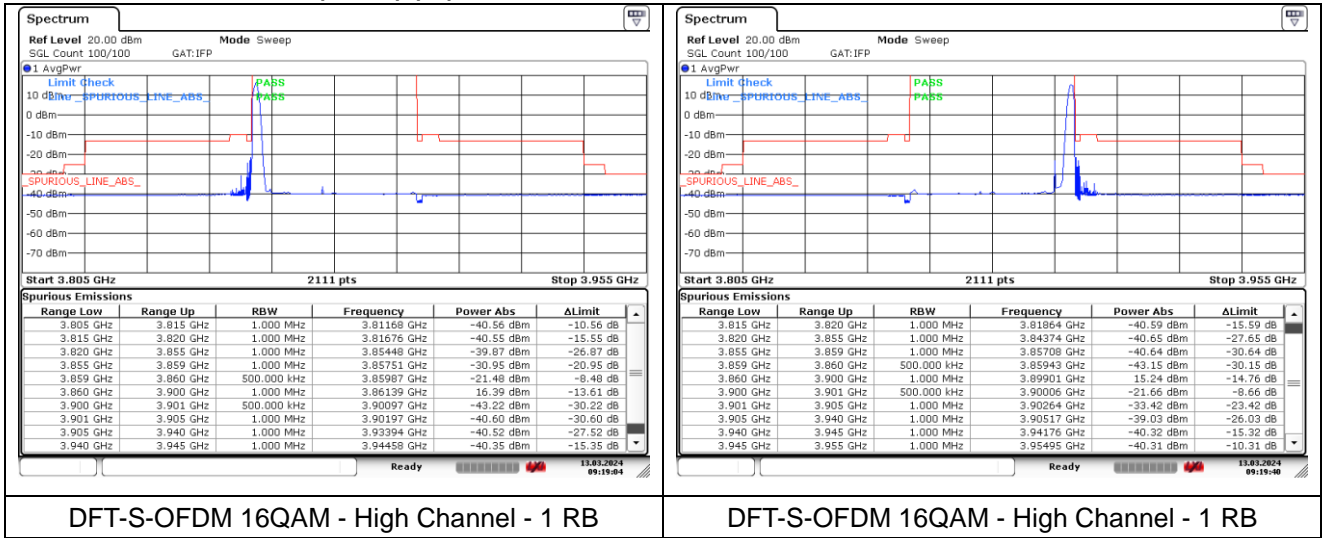 Spectrum
Ref Level 20.00 dBm Mode Sweep
SGL Count 100/100 GAT:IFP
1 AvgPwr
Limit Check PASS
10 dBm Line _SPURIOUS_LINE_ABS_ PASS
0 dBm
-10 dBm
-20 dBm
-30 dBm
_SPURIOUS_LINE_ABS_
-40 dBm
-50 dBm
-60 dBm
-70 dBm
Start 3.805 GHz 2111 pts Stop 3.955 GHz
Spurious Emissions
Range Low Range Up RBW Frequency Power Abs ΔLimit
3.805 GHz 3.815 GHz 1.000 MHz 3.81168 GHz -40.56 dBm -10.56 dB
3.815 GHz 3.820 GHz 1.000 MHz 3.81676 GHz -40.55 dBm -15.55 dB
3.820 GHz 3.855 GHz 1.000 MHz 3.85448 GHz -39.87 dBm -26.87 dB
3.855 GHz 3.859 GHz 1.000 MHz 3.85751 GHz -30.95 dBm -20.95 dB
3.859 GHz 3.860 GHz 500.000 kHz 3.85987 GHz -21.48 dBm -8.48 dB
3.860 GHz 3.900 GHz 1.000 MHz 3.86139 GHz 16.39 dBm -13.61 dB
3.900 GHz 3.901 GHz 500.000 kHz 3.90097 GHz -43.22 dBm -30.22 dB
3.901 GHz 3.905 GHz 1.000 MHz 3.90197 GHz -40.60 dBm -30.60 dB
3.905 GHz 3.940 GHz 1.000 MHz 3.93394 GHz -40.52 dBm -27.52 dB
3.940 GHz 3.945 GHz 1.000 MHz 3.94458 GHz -40.35 dBm -15.35 dB
Ready 13.03.2024
09:19:04
DFT-S-OFDM 16QAM - High Channel - 1 RB
Spectrum
Ref Level 20.00 dBm Mode Sweep
SGL Count 100/100 GAT:IFP
1 AvgPwr
Limit Check PASS
10 dBm Line _SPURIOUS_LINE_ABS_ PASS
0 dBm
-10 dBm
-20 dBm
-30 dBm
_SPURIOUS_LINE_ABS_
-40 dBm
-50 dBm
-60 dBm
-70 dBm
Start 3.805 GHz 2111 pts Stop 3.955 GHz
Spurious Emissions
Range Low Range Up RBW Frequency Power Abs ΔLimit
3.815 GHz 3.820 GHz 1.000 MHz 3.81864 GHz -40.59 dBm -15.59 dB
3.820 GHz 3.855 GHz 1.000 MHz 3.84374 GHz -40.65 dBm -27.65 dB
3.855 GHz 3.859 GHz 1.000 MHz 3.85708 GHz -40.64 dBm -30.64 dB
3.859 GHz 3.860 GHz 500.000 kHz 3.85943 GHz -43.15 dBm -30.15 dB
3.860 GHz 3.900 GHz 1.000 MHz 3.89901 GHz 15.24 dBm -14.76 dB
3.900 GHz 3.901 GHz 500.000 kHz 3.90006 GHz -21.66 dBm -8.66 dB
3.901 GHz 3.905 GHz 1.000 MHz 3.90264 GHz -33.42 dBm -23.42 dB
3.905 GHz 3.940 GHz 1.000 MHz 3.90517 GHz -39.03 dBm -26.03 dB
3.940 GHz 3.945 GHz 1.000 MHz 3.94176 GHz -40.32 dBm -15.32 dB
3.945 GHz 3.955 GHz 1.000 MHz 3.95495 GHz -40.31 dBm -10.31 dB
Ready 13.03.2024
09:19:40
DFT-S-OFDM 16QAM - High Channel - 1 RB